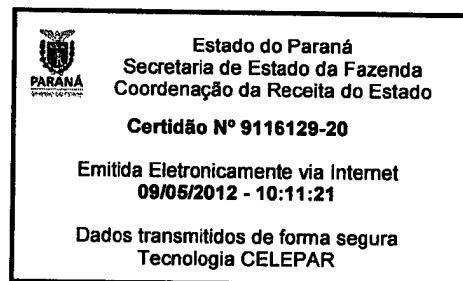 Estado do Paraná
Secretaria de Estado da Fazenda
PARANÁ
Coordenação da Receita do Estado
Certidão Nº 9116129-20
Emitida Eletronicamente via Internet
09/05/2012 - 10:11:21
Dados transmitidos de forma segura
Tecnologia CELEPAR